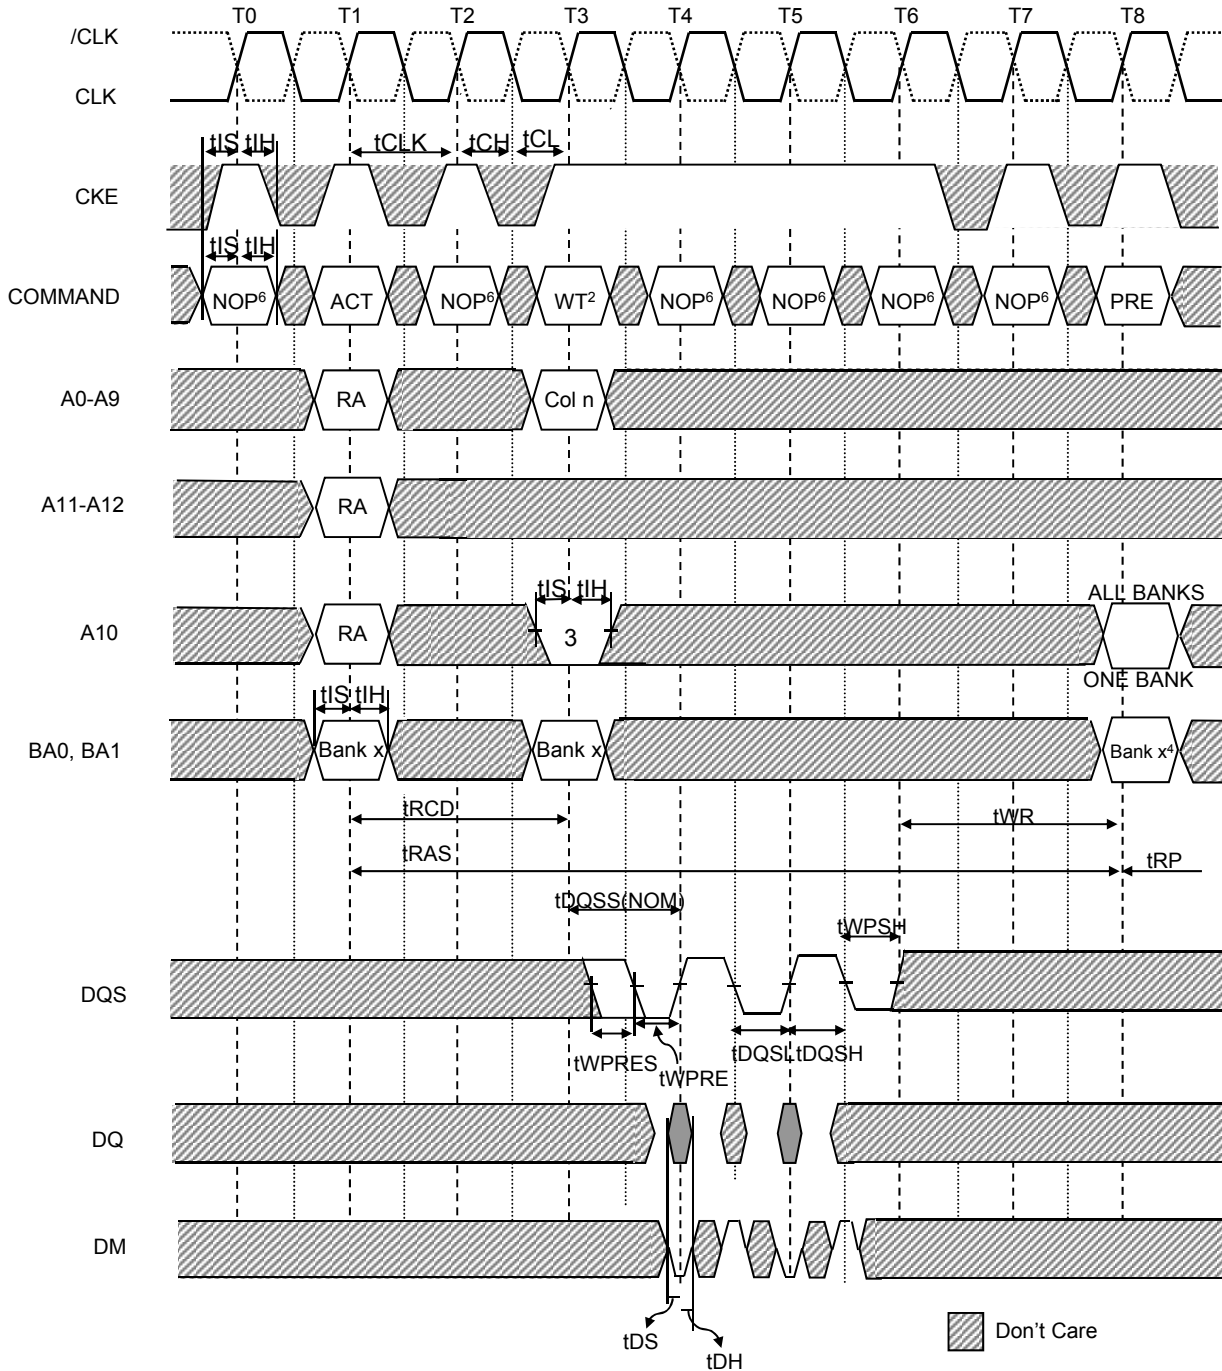 T0 T1 T2 T3 T4 T5 T6 T7 T8
/CLK
CLK
tIS tIH tCLK tCH tCL
CKE
tIS tIH
COMMAND NOP6 ACT NOP6 WT2 NOP6 NOP6 NOP6 NOP6 PRE
A0-A9 RA Col n
A11-A12 RA
tIS tIH ALL BANKS
A10 RA 3
ONE BANK
tIS tIH
BA0, BA1 Bank x Bank x Bank x4
tRCD tWR
tRAS tRP
tDQSS(NOM)
tWPSH
DQS
tWPRES tWPRE tDQSL tDQSH
DQ
DM
tDS tDH
Don't Care